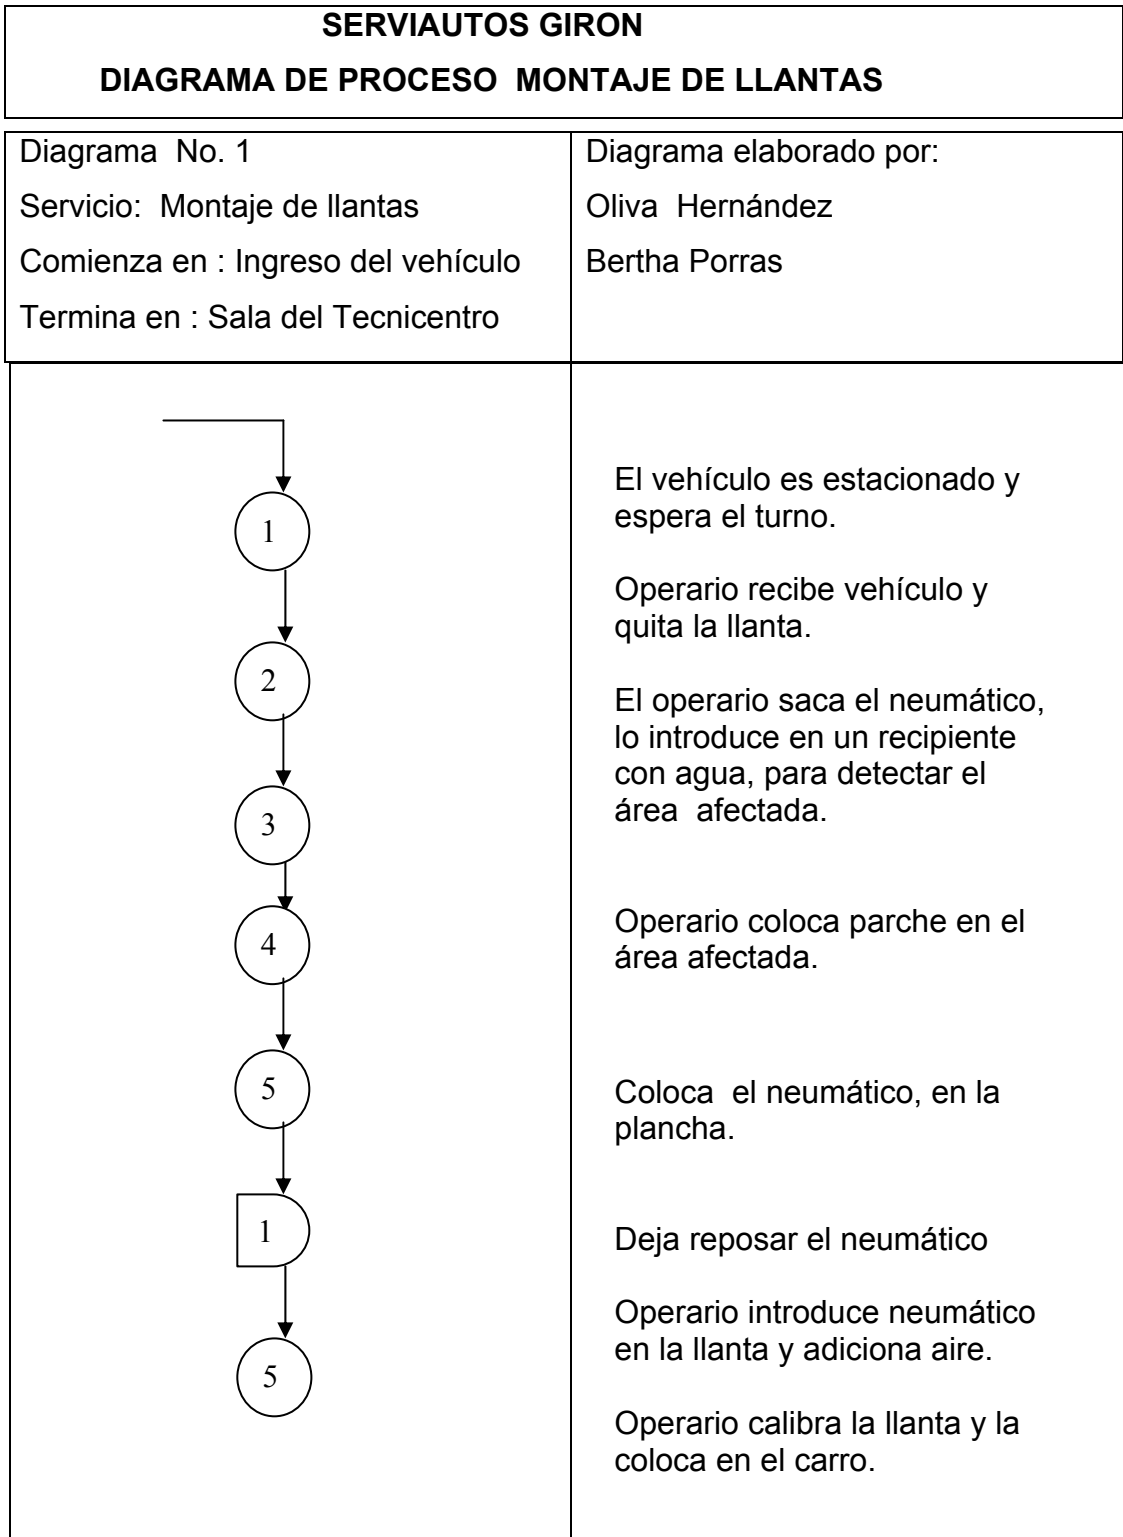 SERVIAUTOS GIRON
DIAGRAMA DE PROCESO  MONTAJE DE LLANTAS
Diagrama  No. 1
Servicio:  Montaje de llantas
Comienza en : Ingreso del vehículo
Termina en : Sala del Tecnicentro
Diagrama elaborado por:
Oliva  Hernández
Bertha Porras
1
2
3
4
5
1
5
El vehículo es estacionado y
espera el turno.
Operario recibe vehículo y
quita la llanta.
El operario saca el neumático,
lo introduce en un recipiente
con agua, para detectar el
área  afectada.
Operario coloca parche en el
área afectada.
Coloca  el neumático, en la
plancha.
Deja reposar el neumático
Operario introduce neumático
en la llanta y adiciona aire.
Operario calibra la llanta y la
coloca en el carro.